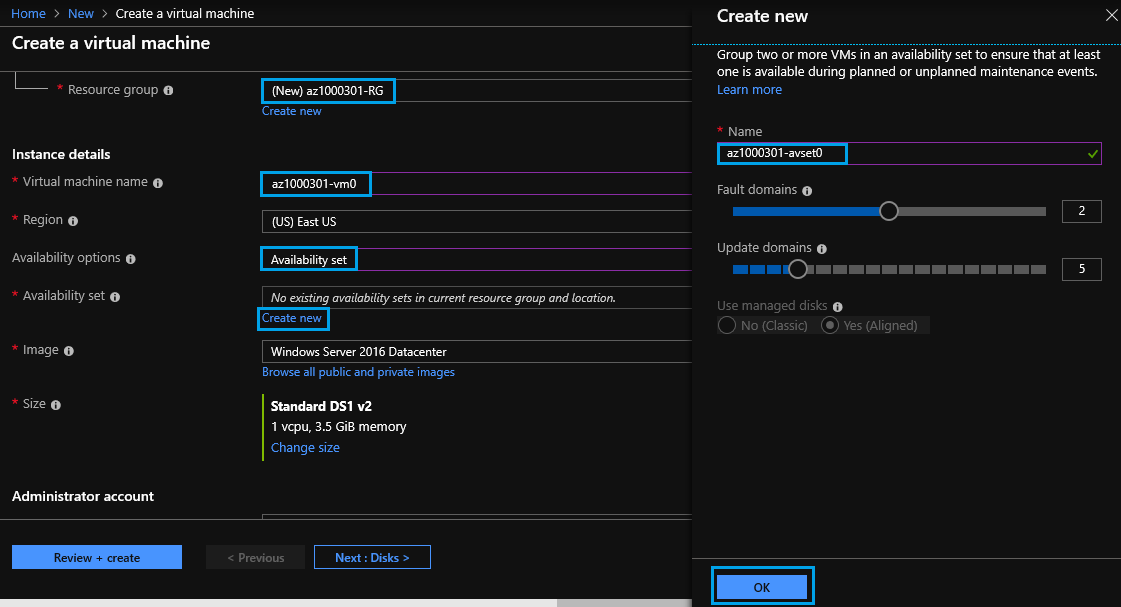 Home > New > Create a virtual machine
Create a virtual machine
* Resource group
(New) az1000301-RG
Create new
Instance details
* Virtual machine name
az1000301-vm0
* Region
(US) East US
Availability options
Availability set
* Availability set
No existing availability sets in current resource group and location.
Create new
* Image
Windows Server 2016 Datacenter
Browse all public and private images
* Size
Standard DS1 v2
1 vcpu, 3.5 GiB memory
Change size
Administrator account
Review + create
< Previous
Next : Disks >
Create new
Group two or more VMs in an availability set to ensure that at least
one is available during planned or unplanned maintenance events.
Learn more
* Name
az1000301-avset0
Fault domains
2
Update domains
5
Use managed disks
No (Classic) Yes (Aligned)
OK